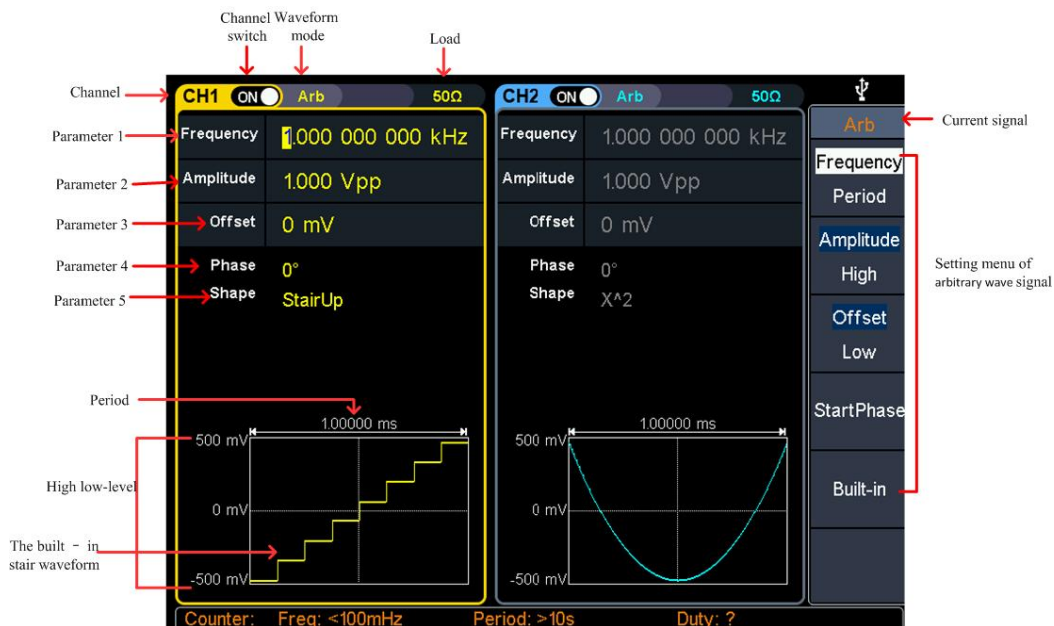 Channel switch
Waveform mode
Load
Channel
CH1 ON Arb 50Ω
CH2 ON Arb 50Ω
Arb
Current signal
Parameter 1
Frequency 1.000 000 000 kHz
Frequency 1.000 000 000 kHz
Frequency
Period
Parameter 2
Amplitude 1.000 Vpp
Amplitude 1.000 Vpp
Amplitude
High
Parameter 3
Offset 0 mV
Offset 0 mV
Offset
Low
Parameter 4
Phase 0°
Phase 0°
Parameter 5
Shape StairUp
Shape X^2
Setting menu of
arbitrary wave signal
StartPhase
Built-in
Period
1.00000 ms
1.00000 ms
500 mV
500 mV
High low-level
0 mV
0 mV
The built - in
stair waveform
-500 mV
-500 mV
Counter: Freq: <100mHz Period: >10s Duty: ?